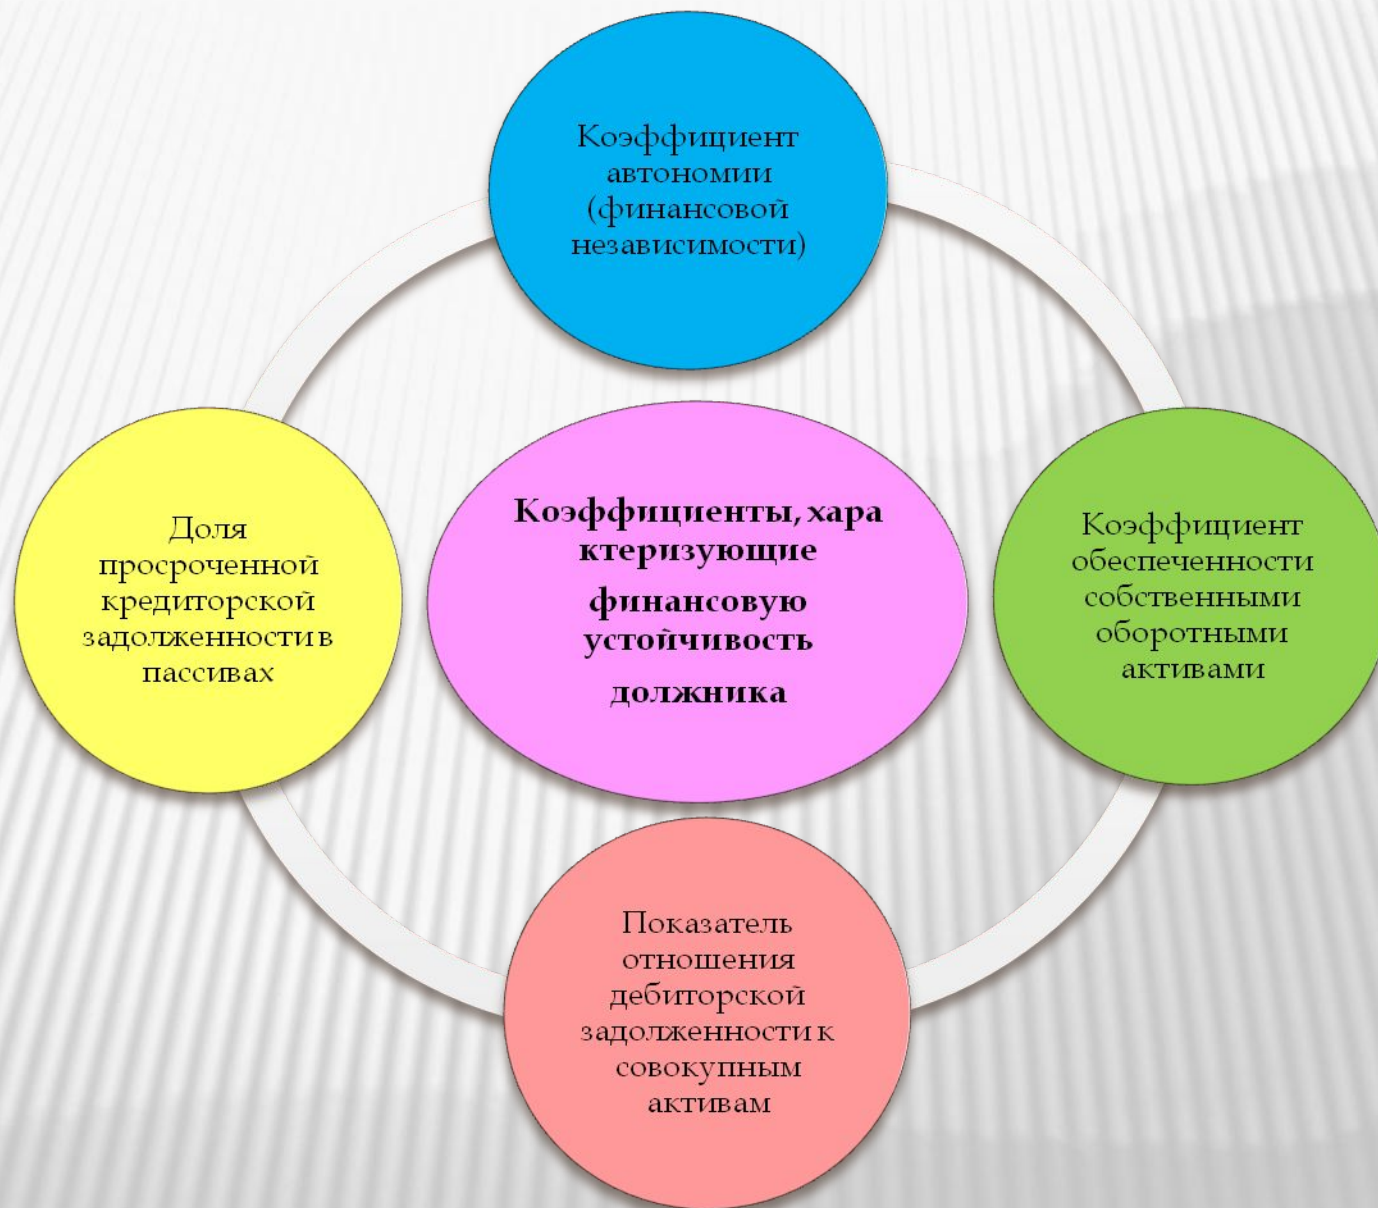 Коэффициент
автономии
(финансовой
независимости)
Доля
просроченной
кредиторской
задолженности в
пассивах
Коэффициенты, хара
ктеризующие
финансовую
устойчивость
должника
Коэффициент
обеспеченности
собственными
оборотными
активами
Показатель
отношения
дебиторской
задолженности к
совокупным
активам